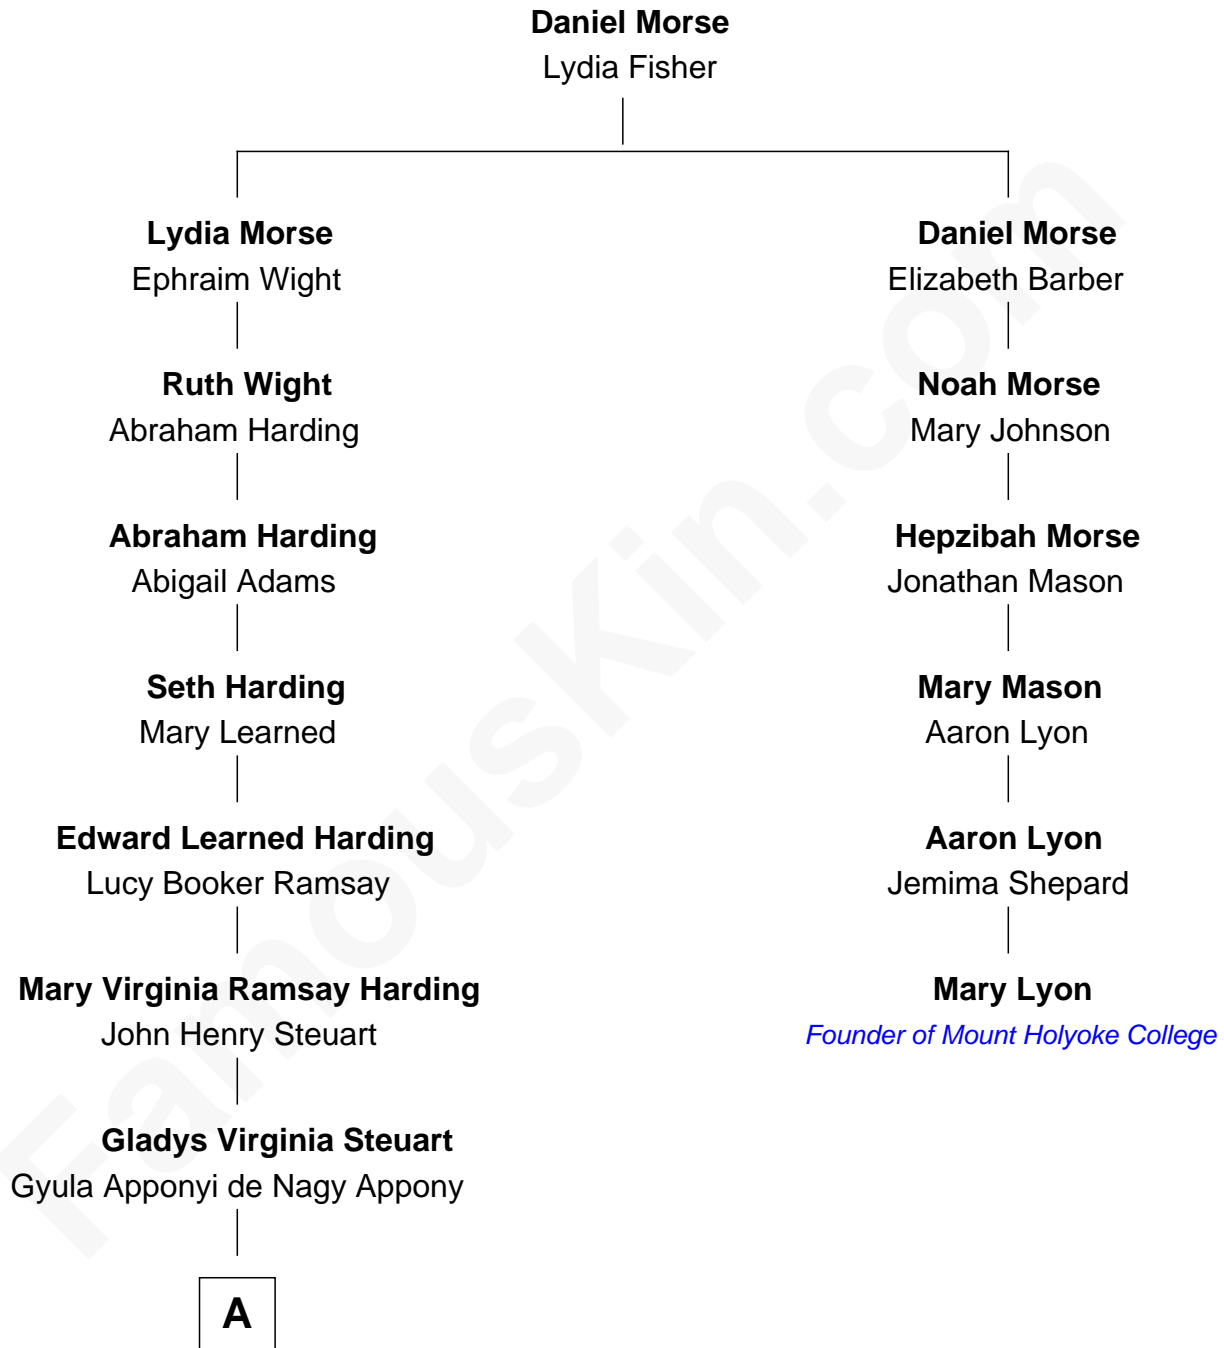 Daniel Morse
Lydia Fisher
Lydia Morse
Ephraim Wight
Daniel Morse
Elizabeth Barber
Ruth Wight
Abraham Harding
Noah Morse
Mary Johnson
Abraham Harding
Abigail Adams
Hepzibah Morse
Jonathan Mason
Seth Harding
Mary Learned
Mary Mason
Aaron Lyon
Edward Learned Harding
Lucy Booker Ramsay
Aaron Lyon
Jemima Shepard
Mary Virginia Ramsay Harding
John Henry Steuart
Mary Lyon
Founder of Mount Holyoke College
Gladys Virginia Steuart
Gyula Apponyi de Nagy Appony
A
FamousKin.com